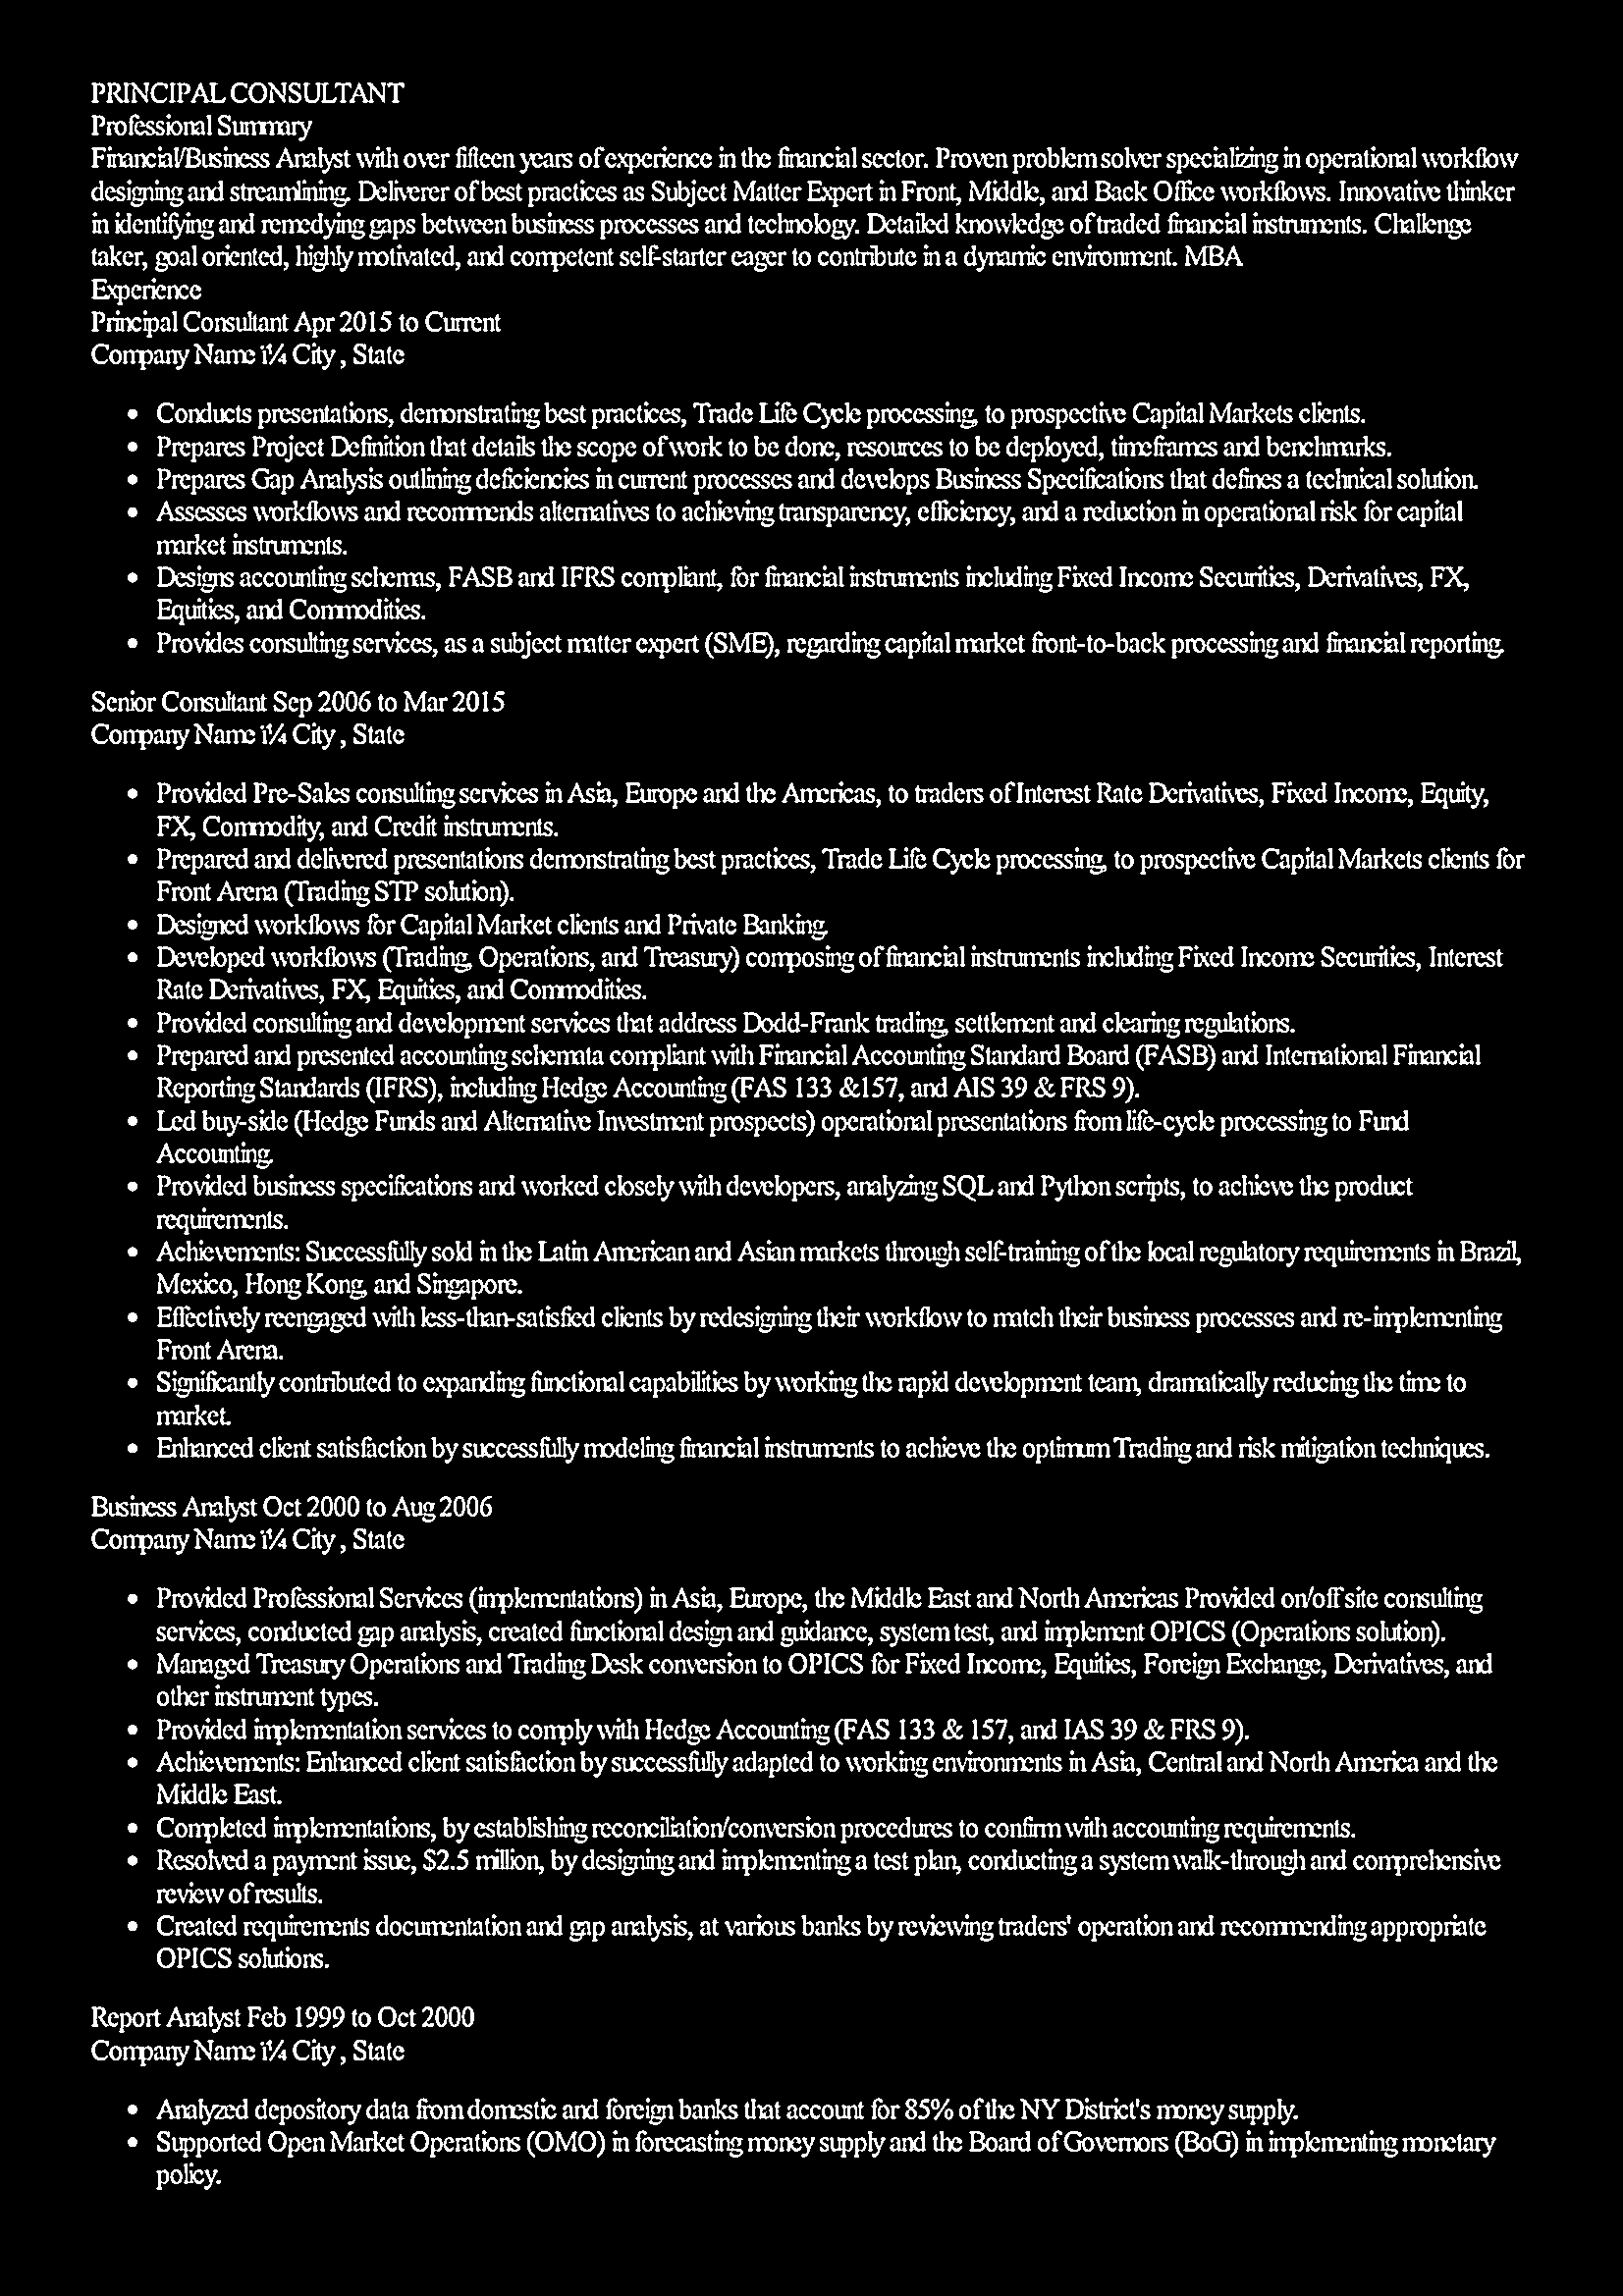 PRINCIPAL CONSULTANT
Professional Summary
Financial/Business Analyst with over fifteen years of experience in the financial sector. Proven problem solver specializing in operational workflow
designing and streamlining. Deliverer of best practices as Subject Matter Expert in Front, Middle, and Back Office workflows. Innovative thinker
in identifying and remedying gaps between business processes and technology. Detailed knowledge of traded financial instruments. Challenge
taker, goal oriented, highly motivated, and competent self-starter eager to contribute in a dynamic environment. MBA
Experience
Principal Consultant Apr 2015 to Current
Company Name ï¼ City , State
• Conducts presentations, demonstrating best practices, Trade Life Cycle processing, to prospective Capital Markets clients.
• Prepares Project Definition that details the scope of work to be done, resources to be deployed, timeframes and benchmarks.
• Prepares Gap Analysis outlining deficiencies in current processes and develops Business Specifications that defines a technical solution.
• Assesses workflows and recommends alternatives to achieving transparency, efficiency, and a reduction in operational risk for capital
market instruments.
• Designs accounting schemas, FASB and IFRS compliant, for financial instruments including Fixed Income Securities, Derivatives, FX,
Equities, and Commodities.
• Provides consulting services, as a subject matter expert (SME), regarding capital market front-to-back processing and financial reporting.
Senior Consultant Sep 2006 to Mar 2015
Company Name ï¼ City , State
• Provided Pre-Sales consulting services in Asia, Europe and the Americas, to traders of Interest Rate Derivatives, Fixed Income, Equity,
FX, Commodity, and Credit instruments.
• Prepared and delivered presentations demonstrating best practices, Trade Life Cycle processing, to prospective Capital Markets clients for
Front Arena (Trading STP solution).
• Designed workflows for Capital Market clients and Private Banking.
• Developed workflows (Trading, Operations, and Treasury) composing of financial instruments including Fixed Income Securities, Interest
Rate Derivatives, FX, Equities, and Commodities.
• Provided consulting and development services that address Dodd-Frank trading, settlement and clearing regulations.
• Prepared and presented accounting schemata compliant with Financial Accounting Standard Board (FASB) and International Financial
Reporting Standards (IFRS), including Hedge Accounting (FAS 133 &157, and AIS 39 & FRS 9).
• Led buy-side (Hedge Funds and Alternative Investment prospects) operational presentations from life-cycle processing to Fund
Accounting.
• Provided business specifications and worked closely with developers, analyzing SQL and Python scripts, to achieve the product
requirements.
• Achievements: Successfully sold in the Latin American and Asian markets through self-training of the local regulatory requirements in Brazil,
Mexico, Hong Kong, and Singapore.
• Effectively reengaged with less-than-satisfied clients by redesigning their workflow to match their business processes and re-implementing
Front Arena.
• Significantly contributed to expanding functional capabilities by working the rapid development team, dramatically reducing the time to
market.
• Enhanced client satisfaction by successfully modeling financial instruments to achieve the optimum Trading and risk mitigation techniques.
Business Analyst Oct 2000 to Aug 2006
Company Name ï¼ City , State
• Provided Professional Services (implementations) in Asia, Europe, the Middle East and North Americas Provided on/off site consulting
services, conducted gap analysis, created functional design and guidance, system test, and implement OPICS (Operations solution).
• Managed Treasury Operations and Trading Desk conversion to OPICS for Fixed Income, Equities, Foreign Exchange, Derivatives, and
other instrument types.
• Provided implementation services to comply with Hedge Accounting (FAS 133 & 157, and IAS 39 & FRS 9).
• Achievements: Enhanced client satisfaction by successfully adapted to working environments in Asia, Central and North America and the
Middle East.
• Completed implementations, by establishing reconciliation/conversion procedures to confirm with accounting requirements.
• Resolved a payment issue, $2.5 million, by designing and implementing a test plan, conducting a system walk-through and comprehensive
review of results.
• Created requirements documentation and gap analysis, at various banks by reviewing traders' operation and recommending appropriate
OPICS solutions.
Report Analyst Feb 1999 to Oct 2000
Company Name ï¼ City , State
• Analyzed depository data from domestic and foreign banks that account for 85% of the NY District's money supply.
• Supported Open Market Operations (OMO) in forecasting money supply and the Board of Governors (BoG) in implementing monetary
policy.